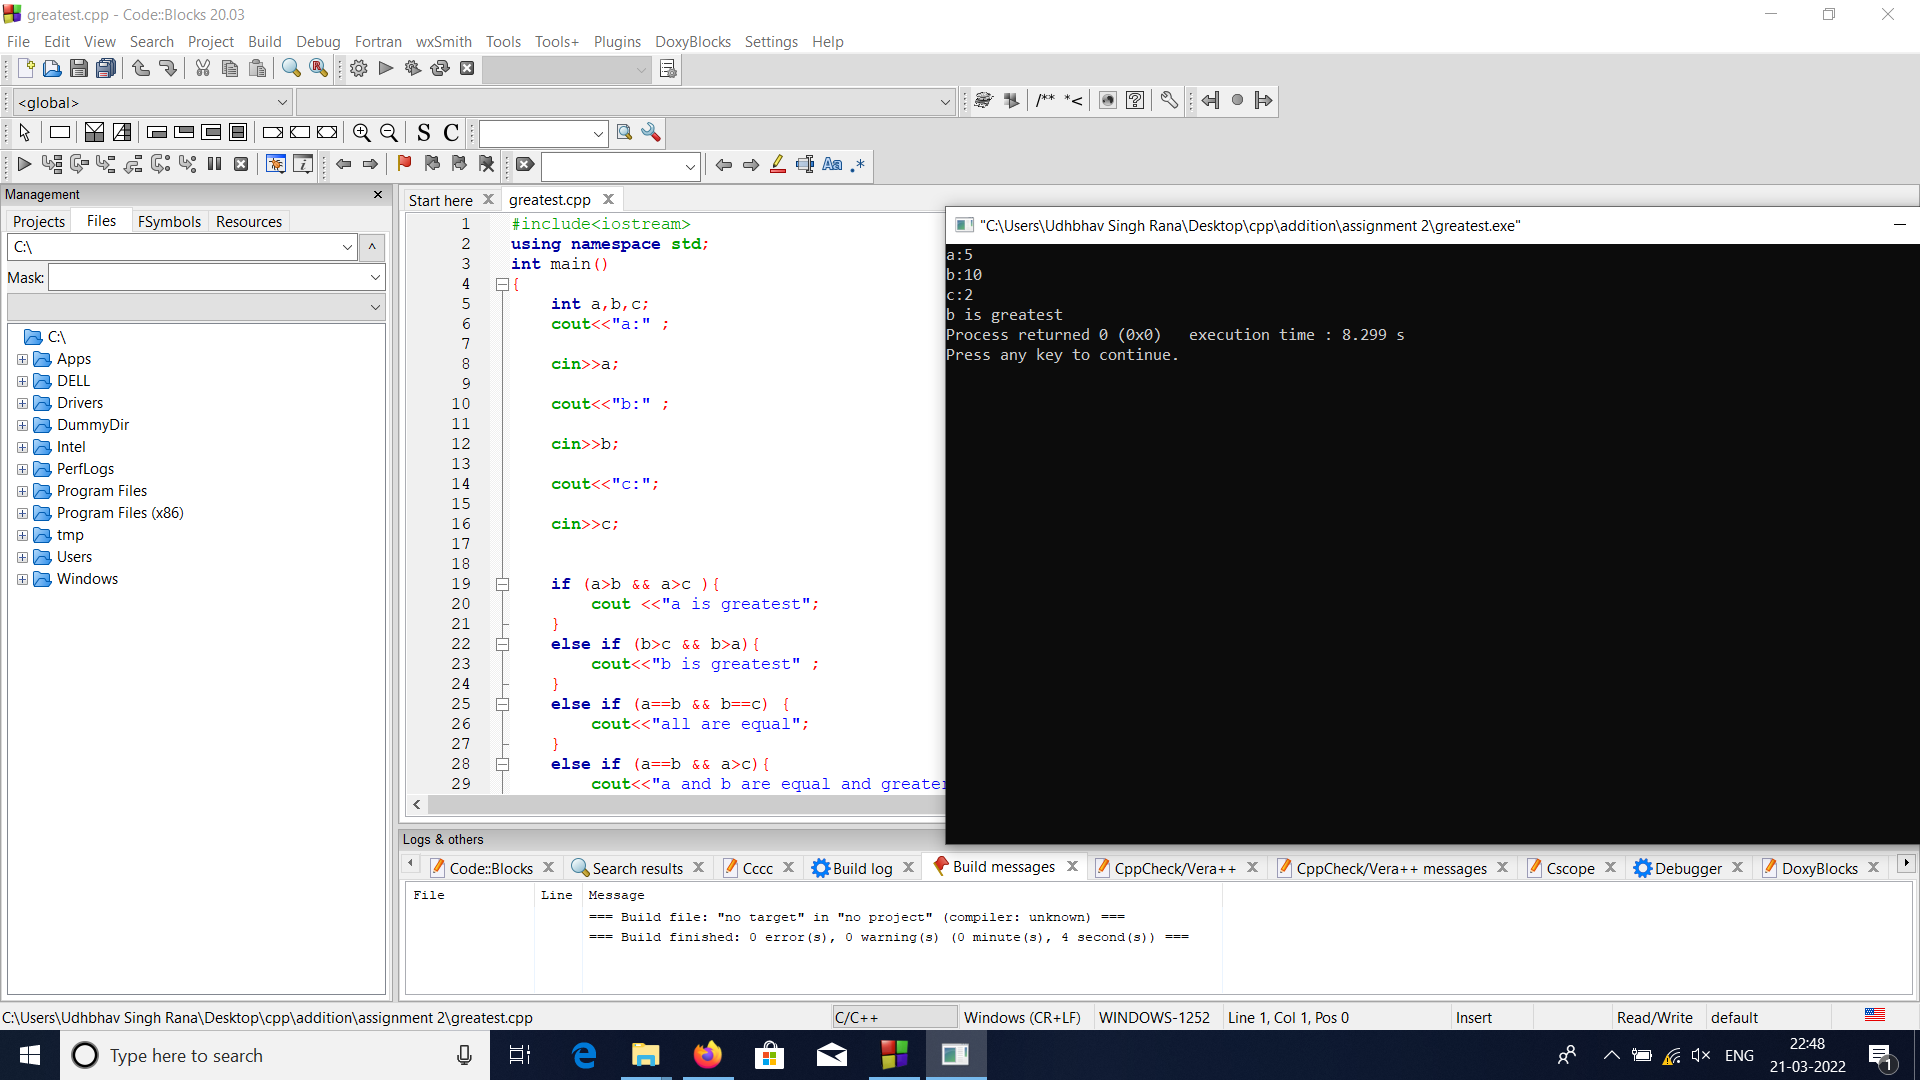 greatest.cpp - Code::Blocks 20.03
File Edit View Search Project Build Debug Fortran wxSmith Tools Tools+ Plugins DoxyBlocks Settings Help
<global>
/** *<
S C
Aa .*
Management
Projects Files FSymbols Resources
C:\
Mask:
C:\
Apps
DELL
Drivers
DummyDir
Intel
PerfLogs
Program Files
Program Files (x86)
tmp
Users
Windows
Start here greatest.cpp
1 #include<iostream>
2 using namespace std;
3 int main()
4 {
5 int a,b,c;
6 cout<<"a:" ;
7
8 cin>>a;
9
10 cout<<"b:" ;
11
12 cin>>b;
13
14 cout<<"c:";
15
16 cin>>c;
17
18
19 if (a>b && a>c ){
20 cout <<"a is greatest";
21 }
22 else if (b>c && b>a){
23 cout<<"b is greatest" ;
24 }
25 else if (a==b && b==c) {
26 cout<<"all are equal";
27 }
28 else if (a==b && a>c){
29 cout<<"a and b are equal and greater
"C:\Users\Udhbhav Singh Rana\Desktop\cpp\addition\assignment 2\greatest.exe"
a:5
b:10
c:2
b is greatest
Process returned 0 (0x0) execution time : 8.299 s
Press any key to continue.
Logs & others
Code::Blocks Search results Cccc Build log Build messages CppCheck/Vera++ CppCheck/Vera++ messages Cscope Debugger DoxyBlocks
File Line Message
=== Build file: "no target" in "no project" (compiler: unknown) ===
=== Build finished: 0 error(s), 0 warning(s) (0 minute(s), 4 second(s)) ===
C:\Users\Udhbhav Singh Rana\Desktop\cpp\addition\assignment 2\greatest.cpp C/C++ Windows (CR+LF) WINDOWS-1252 Line 1, Col 1, Pos 0 Insert Read/Write default
Type here to search
ENG
22:48
21-03-2022
1